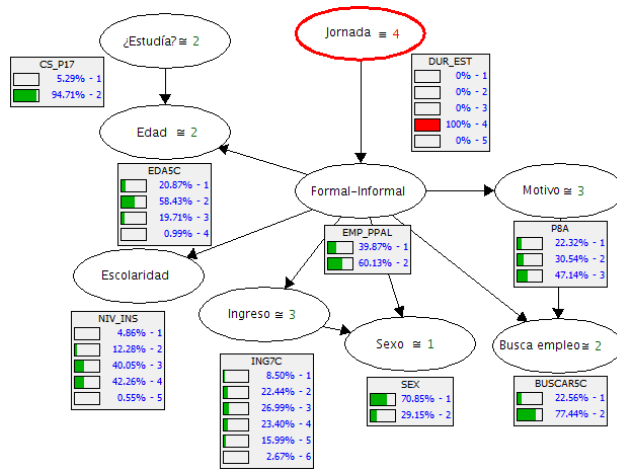 ¿Estudía? ≅ 2
Jornada ≅ 4
CS_P17
5.29% - 1
94.71% - 2
DUR_EST
0% - 1
0% - 2
0% - 3
100% - 4
0% - 5
Edad ≅ 2
EDA5C
20.87% - 1
58.43% - 2
19.71% - 3
0.99% - 4
Formal-Informal
EMP_PPAL
39.87% - 1
60.13% - 2
Motivo ≅ 3
P8A
22.32% - 1
30.54% - 2
47.14% - 3
Escolaridad
NIV_INS
4.86% - 1
12.28% - 2
40.05% - 3
42.26% - 4
0.55% - 5
Ingreso ≅ 3
ING7C
8.50% - 1
22.44% - 2
26.99% - 3
23.40% - 4
15.99% - 5
2.67% - 6
Sexo ≅ 1
SEX
70.85% - 1
29.15% - 2
Busca empleo ≅ 2
BUSCAR5C
22.56% - 1
77.44% - 2